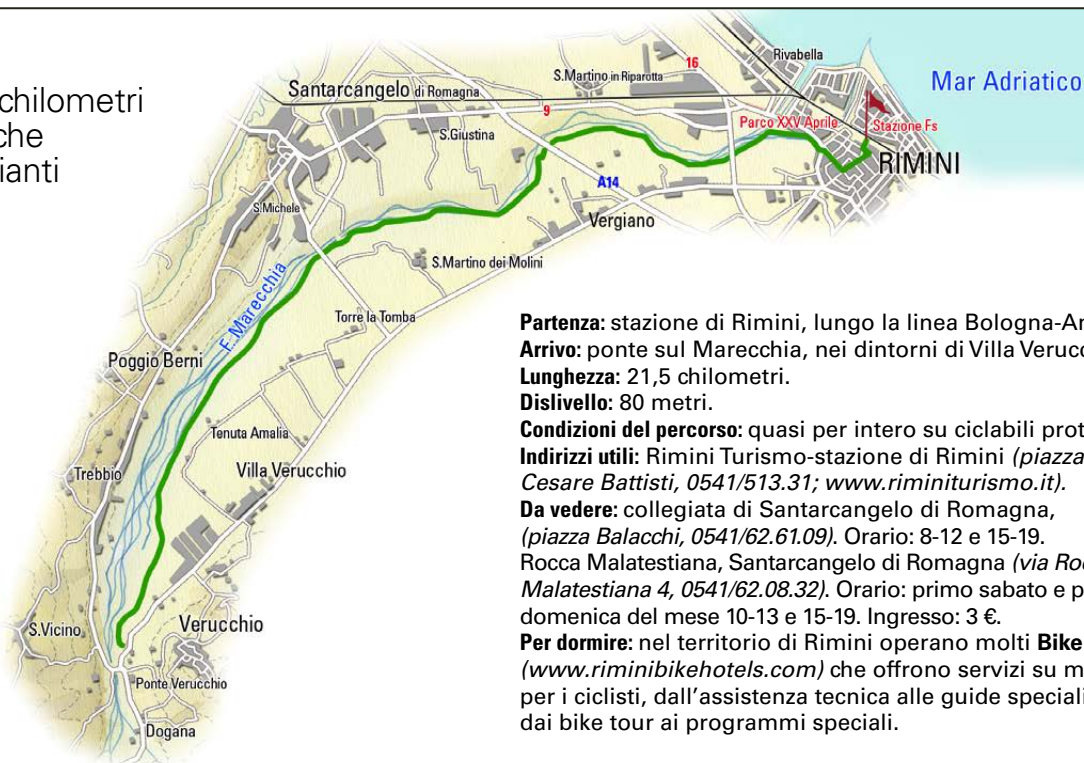 chilometri
che
ianti
Mar Adriatico
Rivabella
16
S.Martino in Riparotta
Santarcangelo di Romagna
9
Parco XXV Aprile
Stazione Fs
S.Giustina
RIMINI
A14
S.Michele
Vergiano
S.Martino dei Molini
F. Marecchia
Torre la Tomba
Poggio Berni
Tenuta Amalia
Trebbio
Villa Verucchio
S.Vicino
Verucchio
Ponte Verucchio
Dogana
Partenza: stazione di Rimini, lungo la linea Bologna-An
Arrivo: ponte sul Marecchia, nei dintorni di Villa Verucc
Lunghezza: 21,5 chilometri.
Dislivello: 80 metri.
Condizioni del percorso: quasi per intero su ciclabili prot
Indirizzi utili: Rimini Turismo-stazione di Rimini (piazza
Cesare Battisti, 0541/513.31; www.riminiturismo.it).
Da vedere: collegiata di Santarcangelo di Romagna,
(piazza Balacchi, 0541/62.61.09). Orario: 8-12 e 15-19.
Rocca Malatestiana, Santarcangelo di Romagna (via Roc
Malatestiana 4, 0541/62.08.32). Orario: primo sabato e p
domenica del mese 10-13 e 15-19. Ingresso: 3 €.
Per dormire: nel territorio di Rimini operano molti Bike
(www.riminibikehotels.com) che offrono servizi su m
per i ciclisti, dall'assistenza tecnica alle guide speciali
dai bike tour ai programmi speciali.